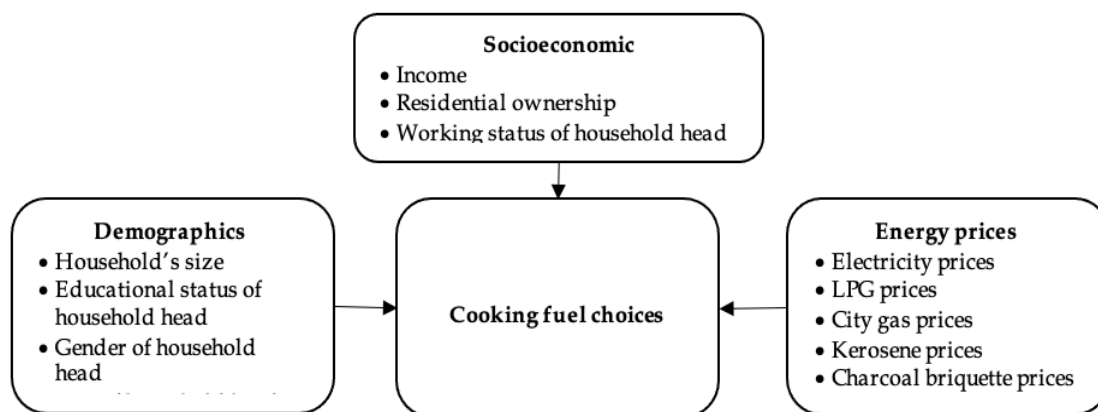 Socioeconomic
• Income
• Residential ownership
• Working status of household head
Demographics
• Household's size
• Educational status of
household head
• Gender of household
head
Cooking fuel choices
Energy prices
• Electricity prices
• LPG prices
• City gas prices
• Kerosene prices
• Charcoal briquette prices